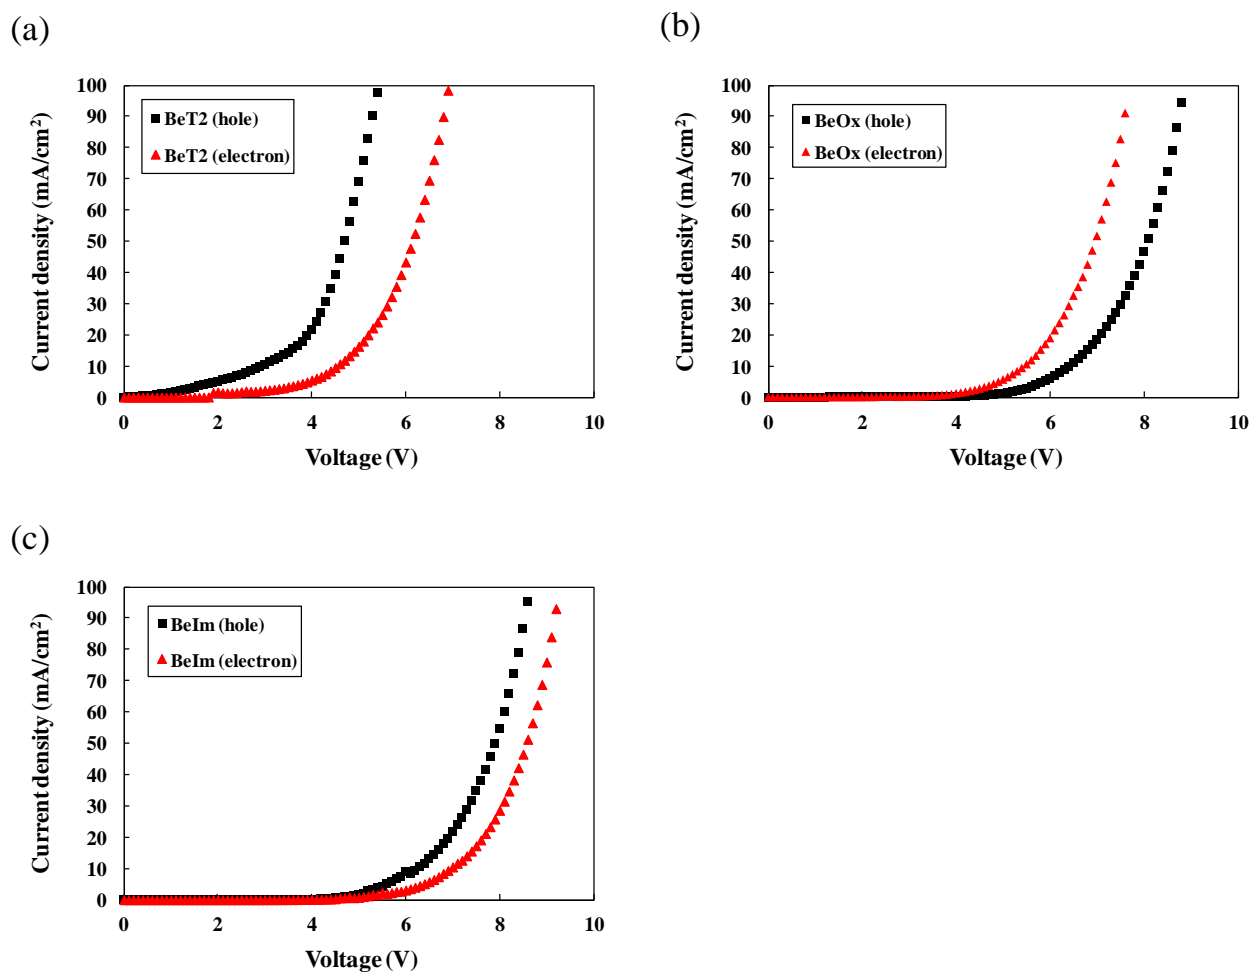 (a)
100
90
80
70
60
50
40
30
20
10
0
Current density (mA/cm²)
BeT2 (hole)
BeT2 (electron)
0 2 4 6 8 10
Voltage (V)
(b)
100
90
80
70
60
50
40
30
20
10
0
Current density (mA/cm²)
BeOx (hole)
BeOx (electron)
0 2 4 6 8 10
Voltage (V)
(c)
100
90
80
70
60
50
40
30
20
10
0
Current density (mA/cm²)
BeIm (hole)
BeIm (electron)
0 2 4 6 8 10
Voltage (V)